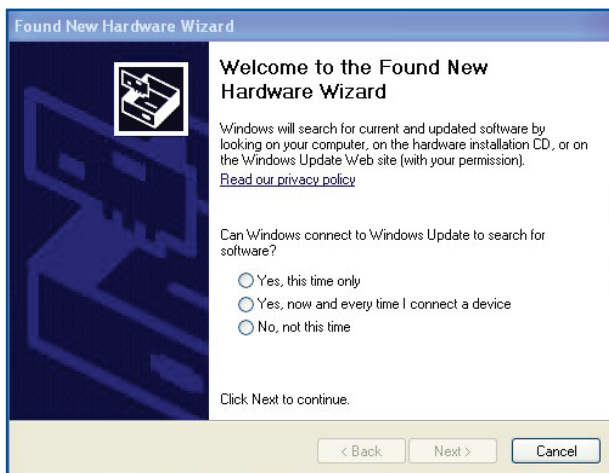 Found New Hardware Wizard
Welcome to the Found New
Hardware Wizard
Windows will search for current and updated software by
looking on your computer, on the hardware installation CD, or on
the Windows Update Web site (with your permission).
Read our privacy policy
Can Windows connect to Windows Update to search for
software?
Yes, this time only
Yes, now and every time I connect a device
No, not this time
Click Next to continue.
< Back
Next >
Cancel